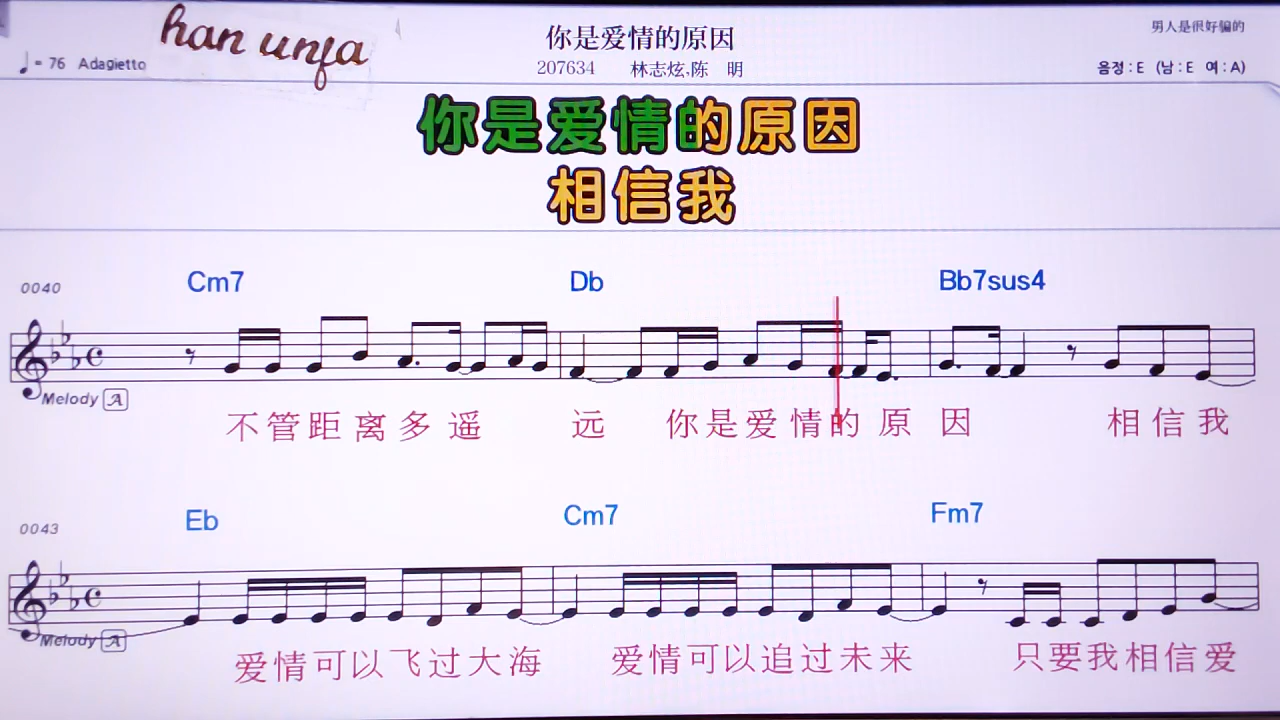 han unfa
你是爱情的原因
男人是很好骗的
♩= 76 Adagietto
207634 林志炫,陈 明
음정 : E (남 : E 여 : A)
你是爱情的原因
相信我
0040 Cm7 Db Bb7sus4
Melody A
不管距离多遥 远 你是爱情的原 因 相信我
0043 Eb Cm7 Fm7
Melody A
爱情可以飞过大海 爱情可以追过未来 只要我相信爱